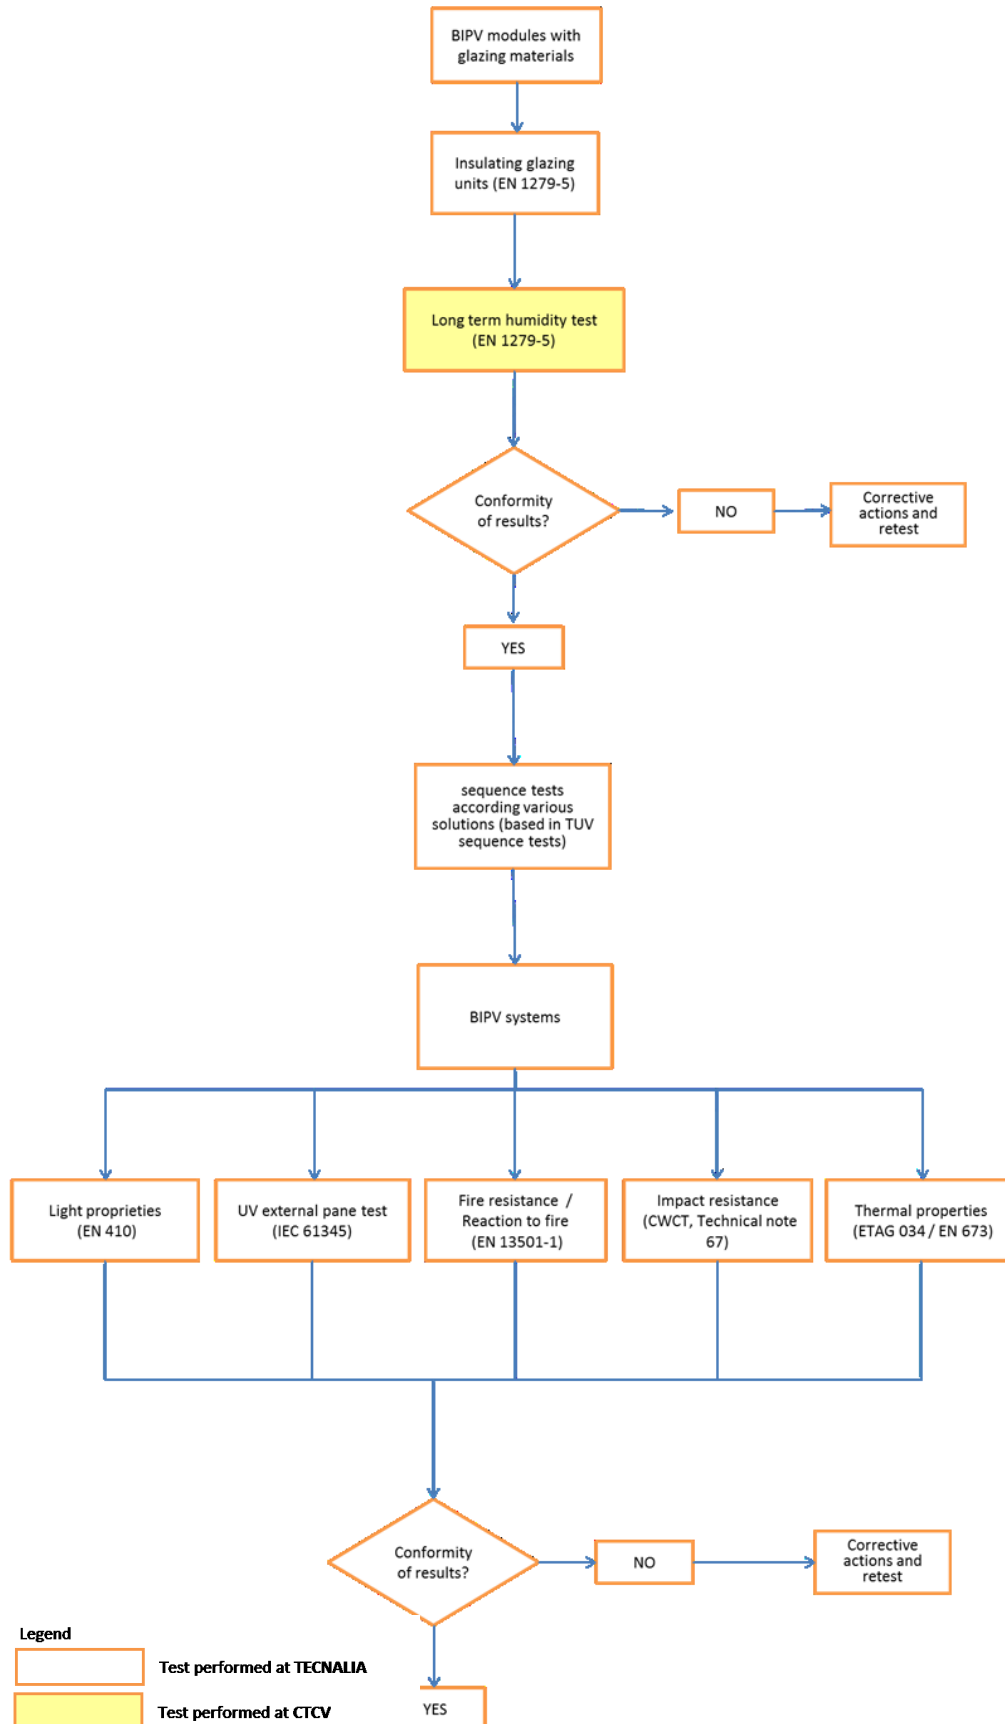 BIPV modules with
glazing materials
Insulating glazing
units (EN 1279-5)
Long term humidity test
(EN 1279-5)
Conformity
of results?
NO
Corrective
actions and
retest
YES
sequence tests
according various
solutions (based in TUV
sequence tests)
BIPV systems
Light proprieties
(EN 410)
UV external pane test
(IEC 61345)
Fire resistance /
Reaction to fire
(EN 13501-1)
Impact resistance
(CWCT, Technical note
67)
Thermal properties
(ETAG 034 / EN 673)
Conformity
of results?
NO
Corrective
actions and
retest
YES
Legend
Test performed at TECNALIA
Test performed at CTCV